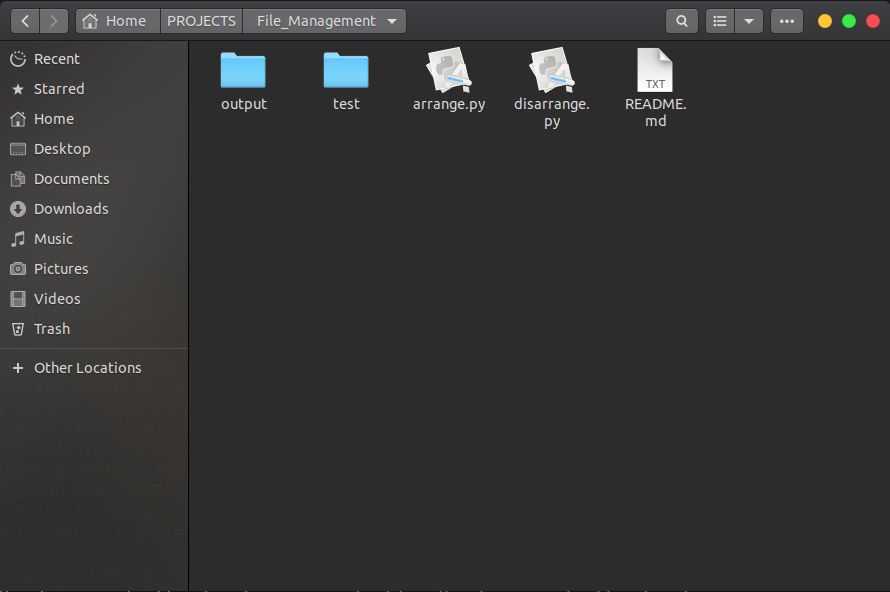 Home PROJECTS File_Management
Recent
Starred
Home
Desktop
Documents
Downloads
Music
Pictures
Videos
Trash
Other Locations
output test arrange.py disarrange.
py
TXT
README.
md